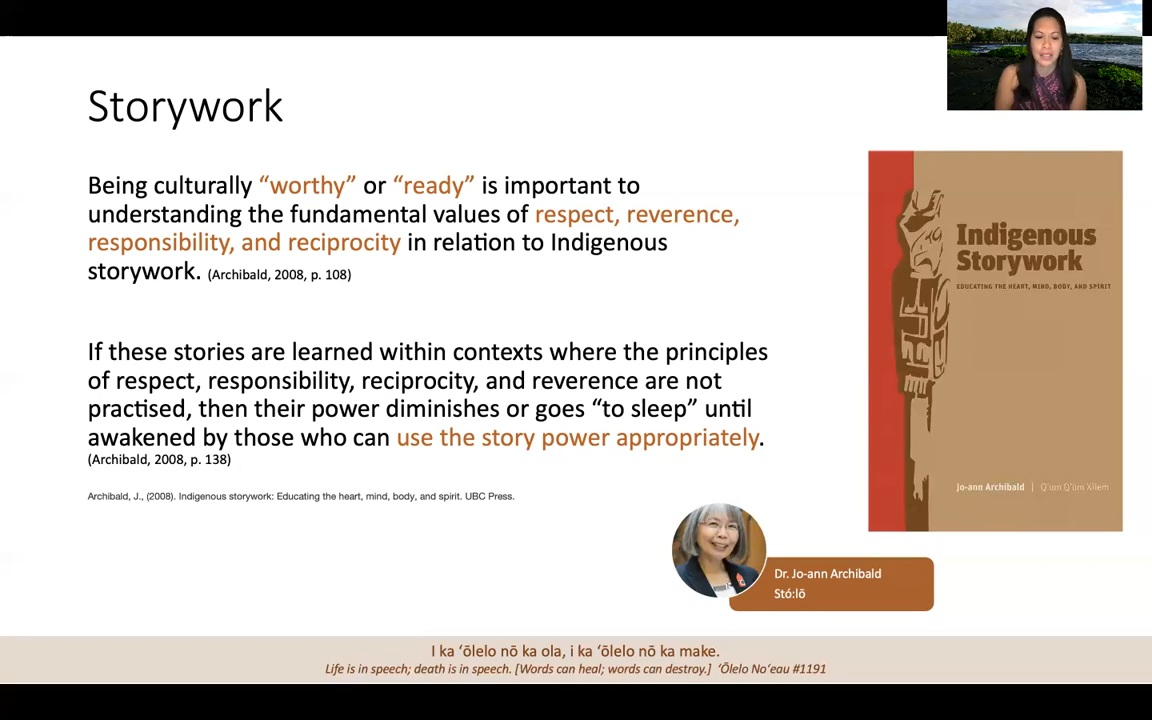 Storywork
Being culturally “worthy” or “ready” is important to
understanding the fundamental values of respect, reverence,
responsibility, and reciprocity in relation to Indigenous
storywork. (Archibald, 2008, p. 108)
If these stories are learned within contexts where the principles
of respect, responsibility, reciprocity, and reverence are not
practised, then their power diminishes or goes “to sleep” until
awakened by those who can use the story power appropriately.
(Archibald, 2008, p. 138)
Archibald, J., (2008). Indigenous storywork: Educating the heart, mind, body, and spirit. UBC Press.
Indigenous
Storywork
EDUCATING THE HEART, MIND, BODY, AND SPIRIT
Jo-ann Archibald | Q'um Q'um Xiiem
Dr. Jo-ann Archibald
Stó:lō
I ka ʻōlelo nō ka ola, i ka ʻōlelo nō ka make.
Life is in speech; death is in speech. [Words can heal; words can destroy.] ʻŌlelo Noʻeau #1191